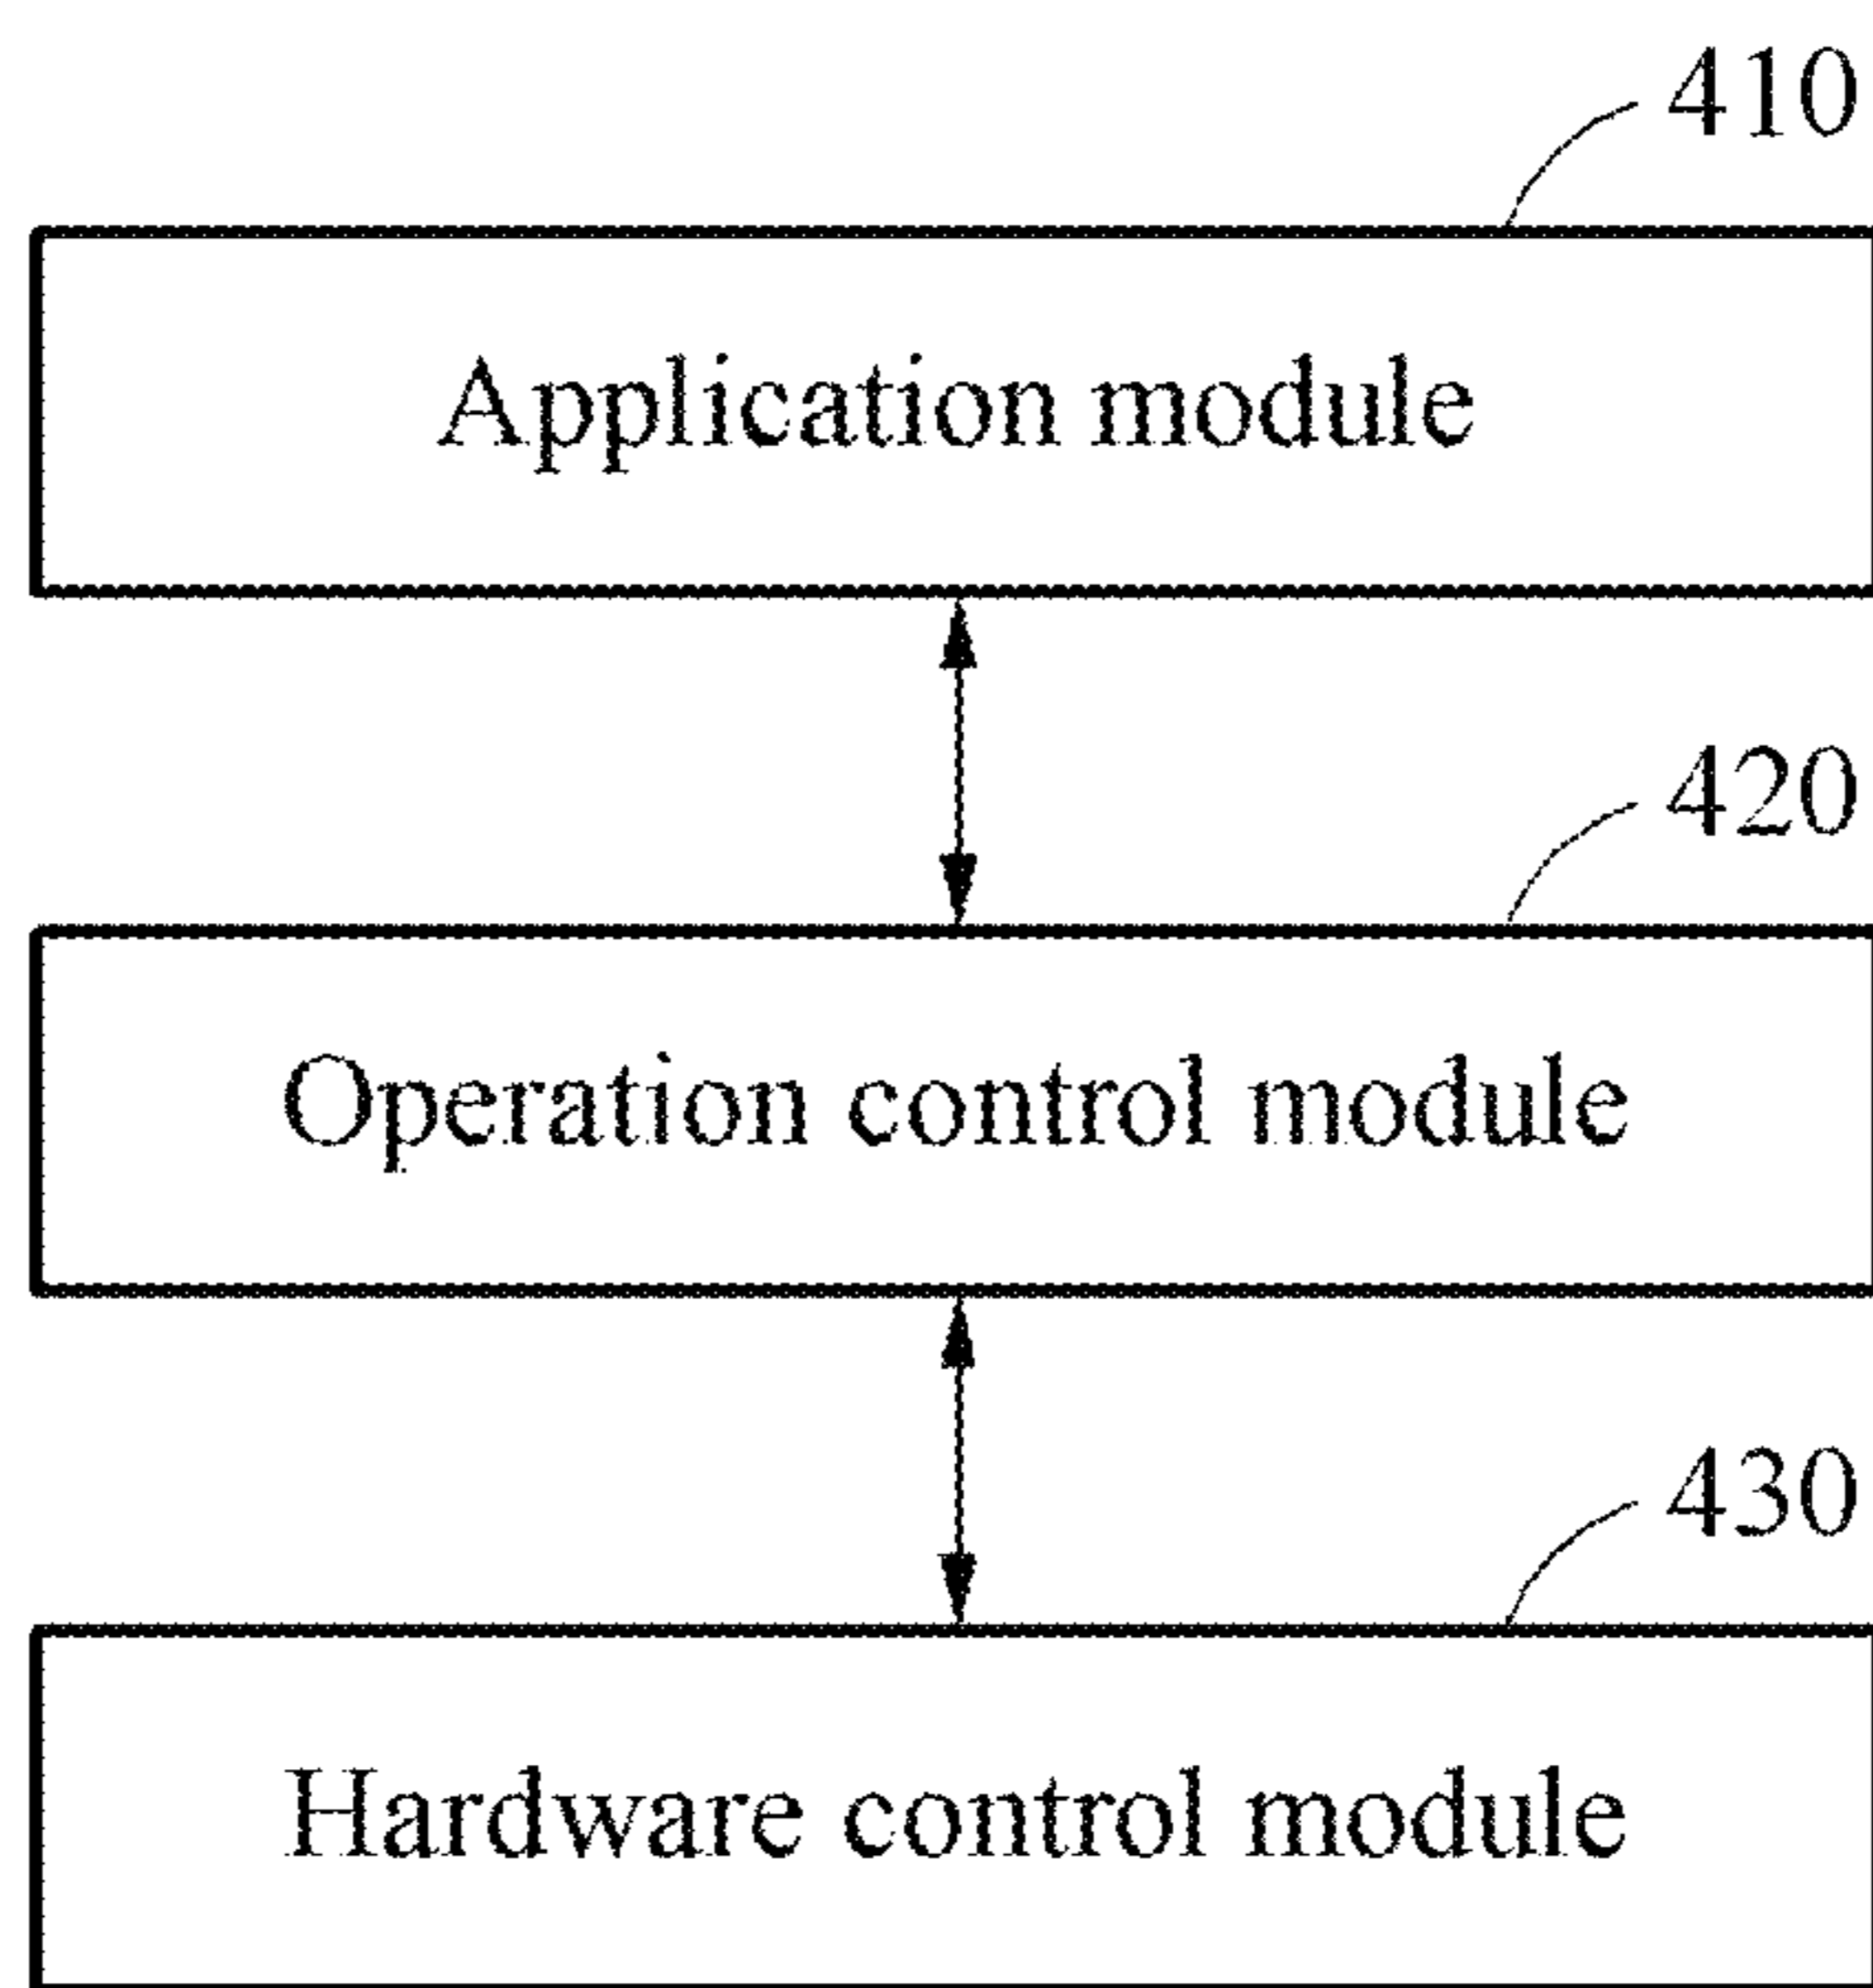 410
Application module
420
Operation control module
430
Hardware control module